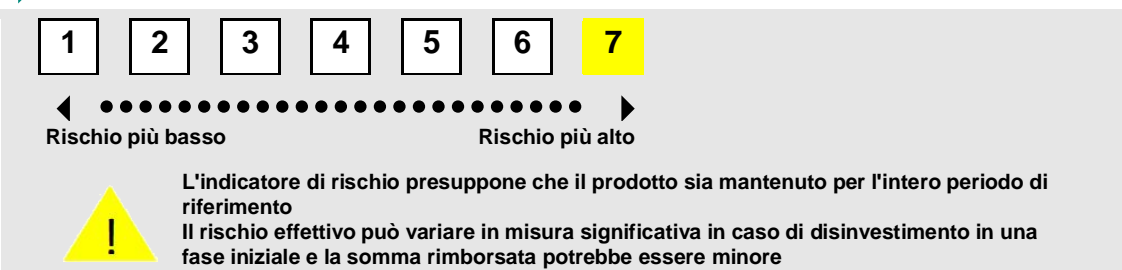 1 2 3 4 5 6 7
Rischio più basso Rischio più alto
!
L'indicatore di rischio presuppone che il prodotto sia mantenuto per l'intero periodo di
riferimento
Il rischio effettivo può variare in misura significativa in caso di disinvestimento in una
fase iniziale e la somma rimborsata potrebbe essere minore